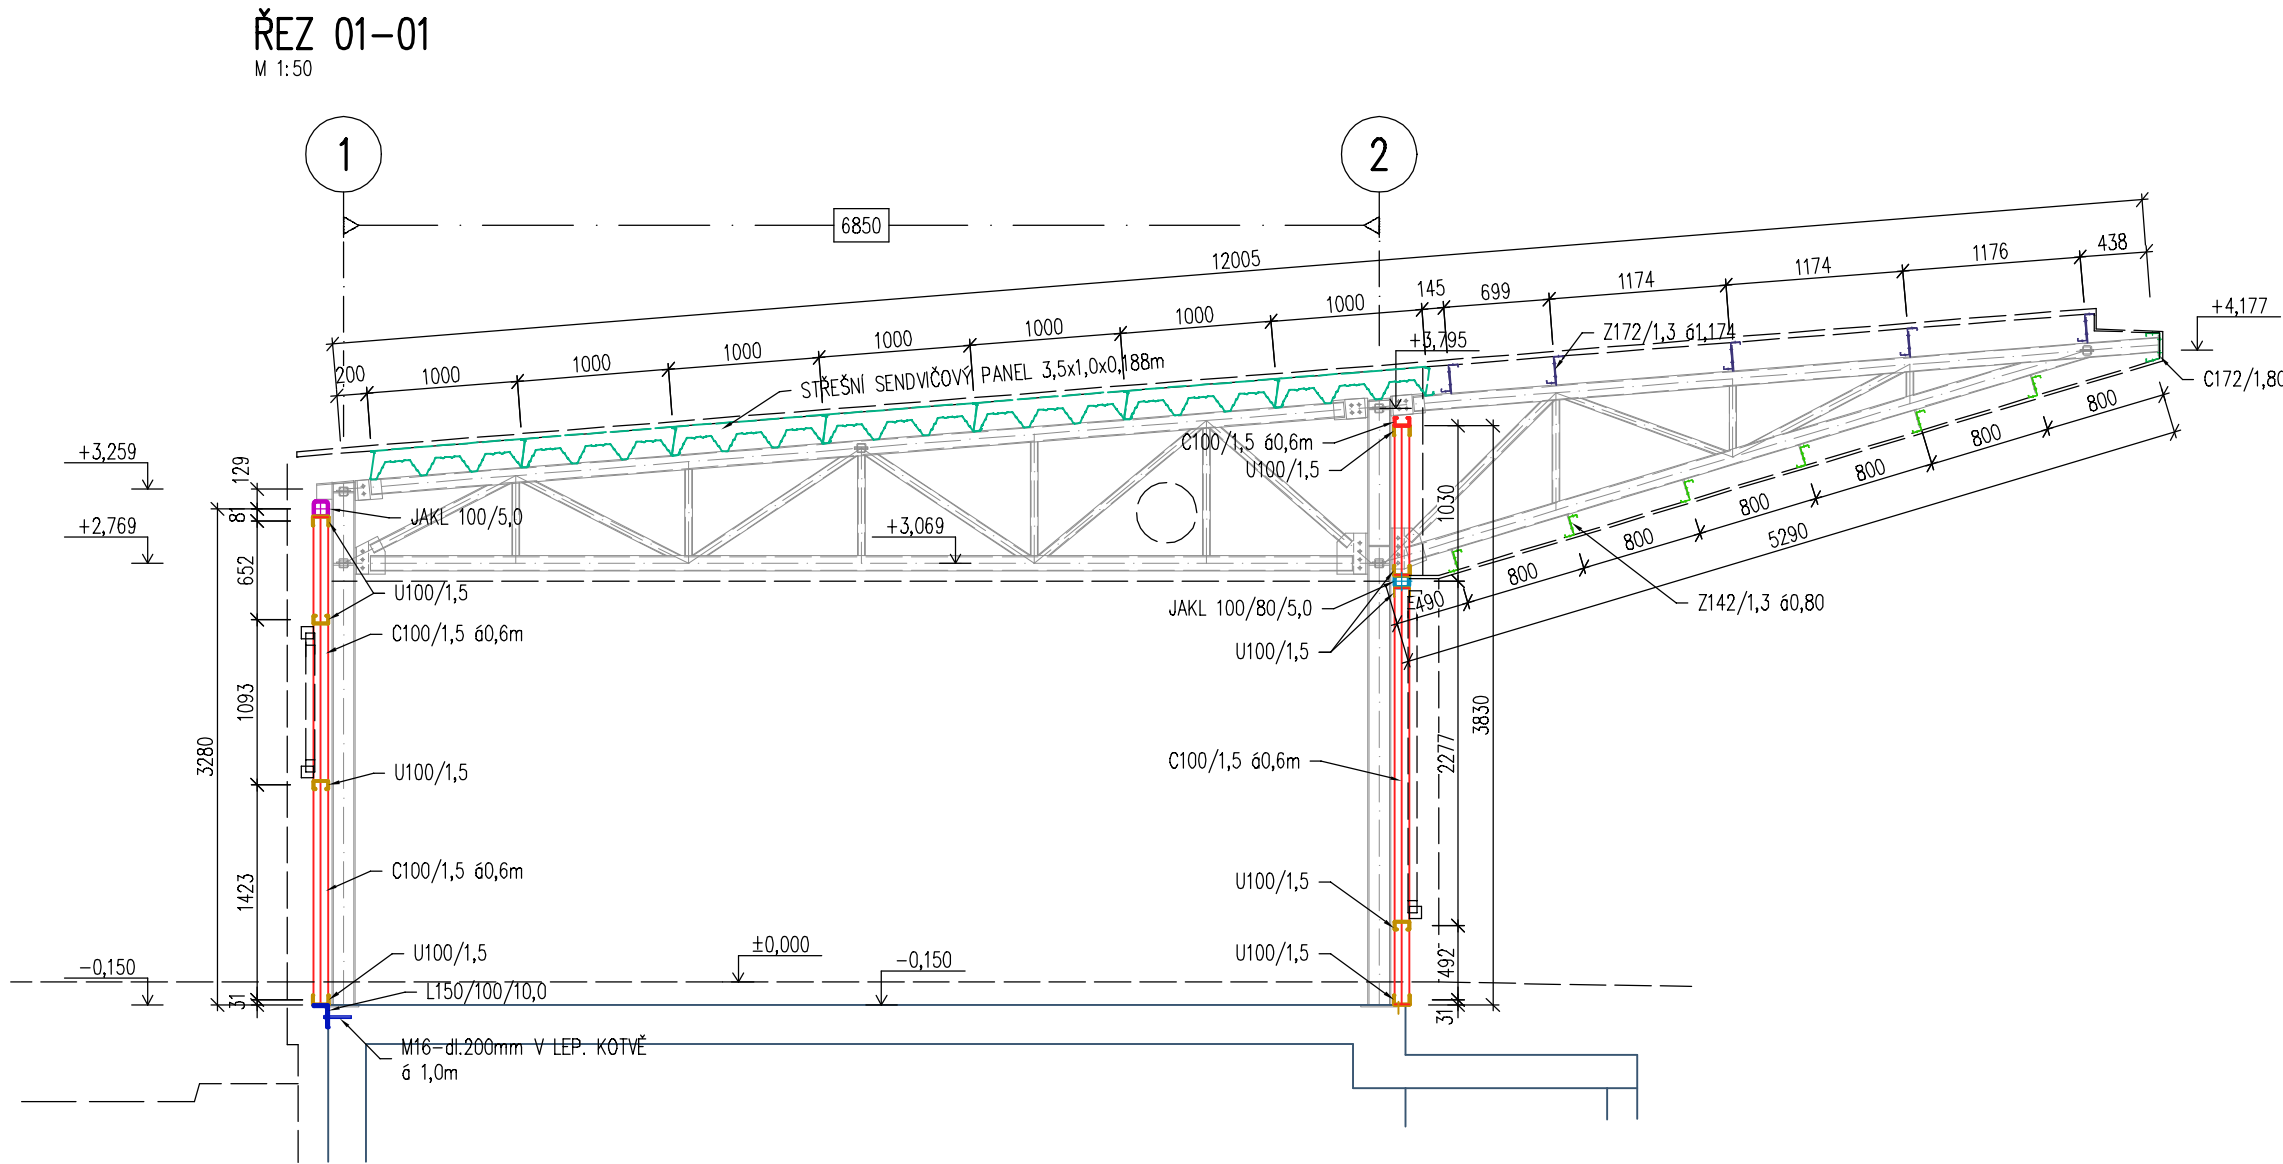 ŘEZ 01-01
M 1:50
1
2
6850
12005
145
699
1174
1174
1176
438
200
1000
1000
1000
1000
1000
1000
1000
+3,795
+4,177
Z172/1,3 á1,174
STŘEŠNÍ SENDVIČOVÝ PANEL 3,5x1,0x0,188m
C172/1,80
+3,259
129
81
+2,769
652
1093
3280
1423
31
-0,150
JAKL 100/5,0
+3,069
C100/1,5 á0,6m
U100/1,5
1030
U100/1,5
C100/1,5 á0,6m
JAKL 100/80/5,0
U100/1,5
490
800
800
800
800
800
800
5290
Z142/1,3 á0,80
U100/1,5
3830
2277
C100/1,5 á0,6m
C100/1,5 á0,6m
U100/1,5
U100/1,5
±0,000
-0,150
U100/1,5
492
31
L150/100/10,0
M16-dl.200mm V LEP. KOTVĚ
á 1,0m